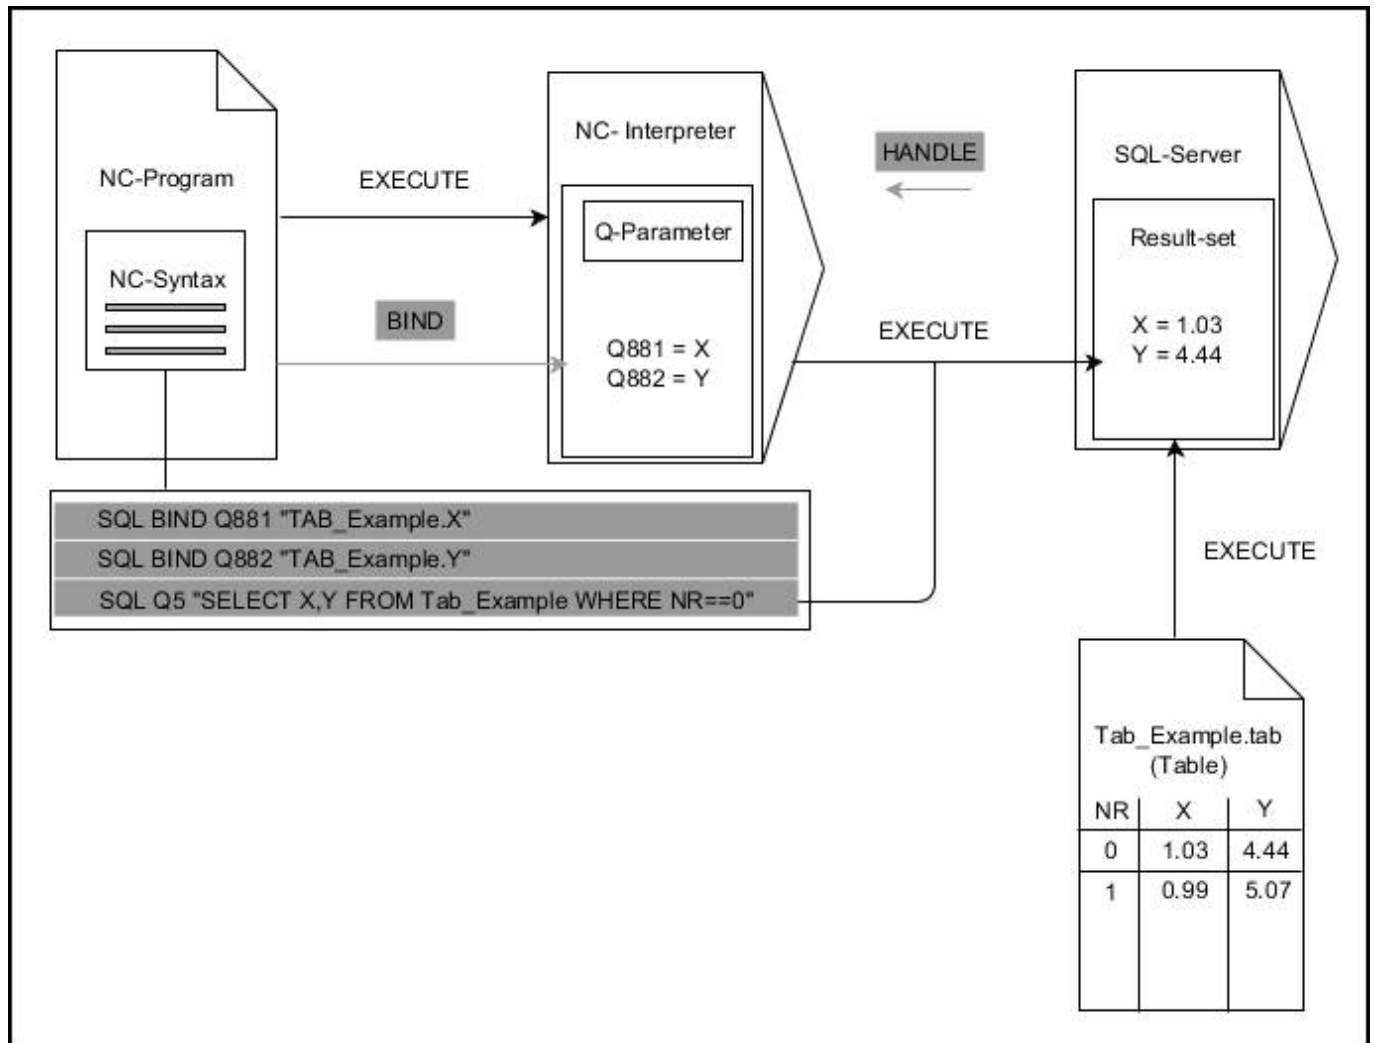 NC-Program
NC-Syntax
EXECUTE
BIND
NC- Interpreter
Q-Parameter
Q881 = X
Q882 = Y
HANDLE
EXECUTE
SQL-Server
Result-set
X = 1.03
Y = 4.44
SQL BIND Q881 "TAB_Example.X"
SQL BIND Q882 "TAB_Example.Y"
SQL Q5 "SELECT X,Y FROM Tab_Example WHERE NR==0"
EXECUTE
Tab_Example.tab
(Table)
NR X Y
0 1.03 4.44
1 0.99 5.07